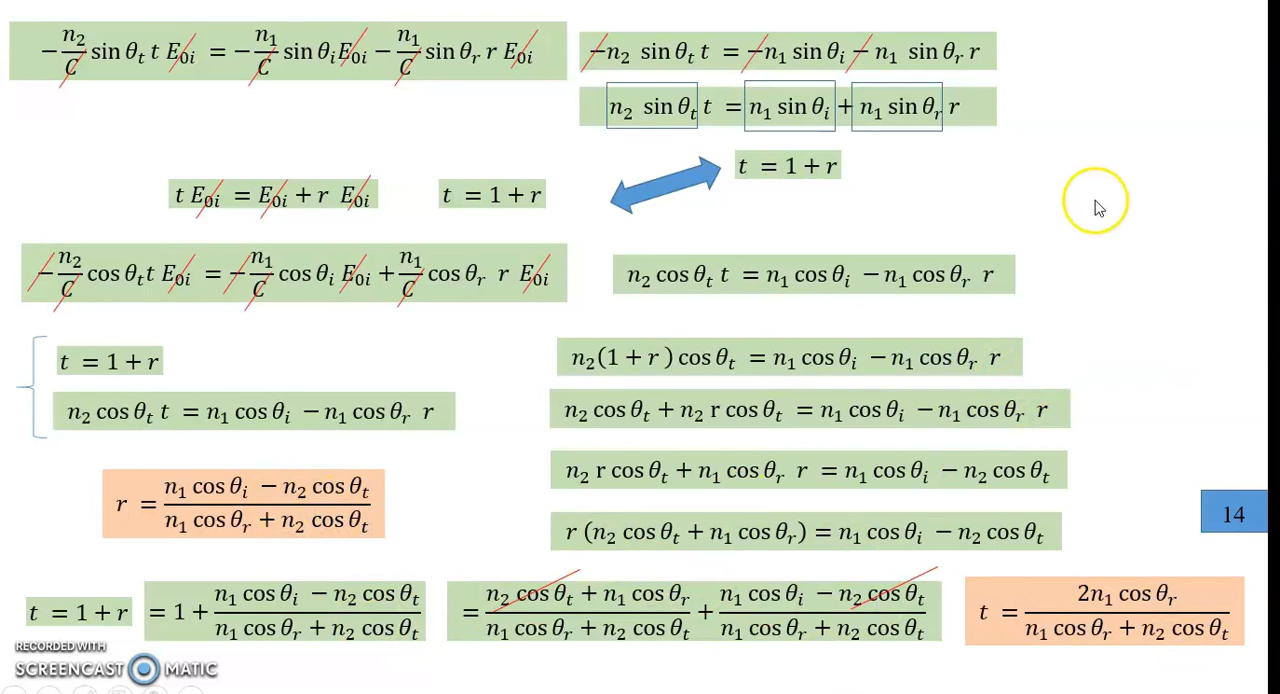 −n₂/C sin θₜ t E₀ᵢ = −n₁/C sin θᵢE₀ᵢ − n₁/C sin θᵣ r E₀ᵢ
−n₂ sin θₜ t = −n₁ sin θᵢ − n₁ sin θᵣ r
n₂ sin θₜ t = n₁ sin θᵢ + n₁ sin θᵣ r
t = 1 + r
t E₀ᵢ = E₀ᵢ + r E₀ᵢ
t = 1 + r
−n₂/C cos θₜt E₀ᵢ = −n₁/C cos θᵢ E₀ᵢ + n₁/C cos θᵣ r E₀ᵢ
n₂ cos θₜ t = n₁ cos θᵢ − n₁ cos θᵣ r
t = 1 + r
n₂ cos θₜ t = n₁ cos θᵢ − n₁ cos θᵣ r
n₂(1 + r) cos θₜ = n₁ cos θᵢ − n₁ cos θᵣ r
n₂ cos θₜ + n₂ r cos θₜ = n₁ cos θᵢ − n₁ cos θᵣ r
n₂ r cos θₜ + n₁ cos θᵣ r = n₁ cos θᵢ − n₂ cos θₜ
r (n₂ cos θₜ + n₁ cos θᵣ) = n₁ cos θᵢ − n₂ cos θₜ
r = (n₁ cos θᵢ − n₂ cos θₜ)/(n₁ cos θᵣ + n₂ cos θₜ)
14
t = 1 + r
= 1 + (n₁ cos θᵢ − n₂ cos θₜ)/(n₁ cos θᵣ + n₂ cos θₜ)
= (n₂ cos θₜ + n₁ cos θᵣ)/(n₁ cos θᵣ + n₂ cos θₜ) + (n₁ cos θᵢ − n₂ cos θₜ)/(n₁ cos θᵣ + n₂ cos θₜ)
t = 2n₁ cos θᵣ/(n₁ cos θᵣ + n₂ cos θₜ)
RECORDED WITH
SCREENCAST MATIC